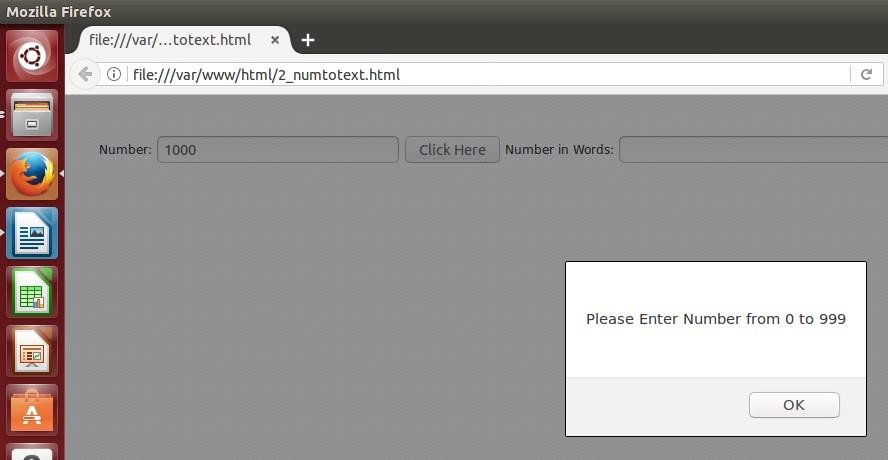 Mozilla Firefox
file:///var/…totext.html
file:///var/www/html/2_numtotext.html
Number: 1000 Click Here Number in Words:
Please Enter Number from 0 to 999
OK